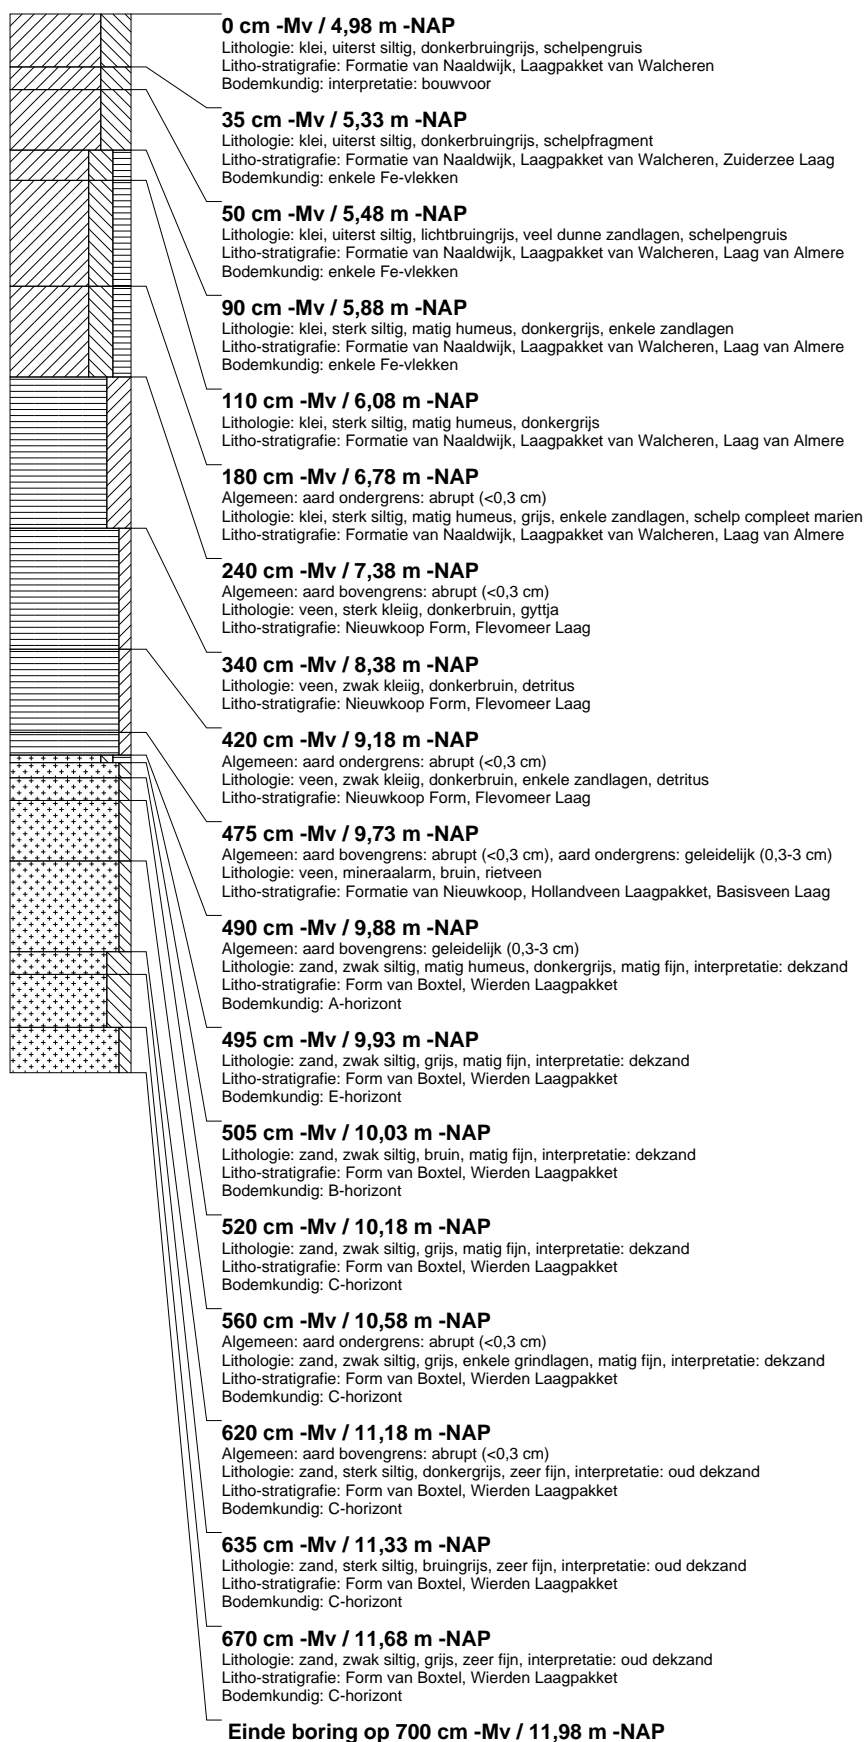 0 cm -Mv / 4,98 m -NAP
Lithologie: klei, uiterst siltig, donkerbruingrijs, schelpengruis
Litho-stratigrafie: Formatie van Naaldwijk, Laagpakket van Walcheren
Bodemkundig: interpretatie: bouwvoor
35 cm -Mv / 5,33 m -NAP
Lithologie: klei, uiterst siltig, donkerbruingrijs, schelpfragment
Litho-stratigrafie: Formatie van Naaldwijk, Laagpakket van Walcheren, Zuiderzee Laag
Bodemkundig: enkele Fe-vlekken
50 cm -Mv / 5,48 m -NAP
Lithologie: klei, uiterst siltig, lichtbruingrijs, veel dunne zandlagen, schelpengruis
Litho-stratigrafie: Formatie van Naaldwijk, Laagpakket van Walcheren, Laag van Almere
Bodemkundig: enkele Fe-vlekken
90 cm -Mv / 5,88 m -NAP
Lithologie: klei, sterk siltig, matig humeus, donkergrijs, enkele zandlagen
Litho-stratigrafie: Formatie van Naaldwijk, Laagpakket van Walcheren, Laag van Almere
Bodemkundig: enkele Fe-vlekken
110 cm -Mv / 6,08 m -NAP
Lithologie: klei, sterk siltig, matig humeus, donkergrijs
Litho-stratigrafie: Formatie van Naaldwijk, Laagpakket van Walcheren, Laag van Almere
180 cm -Mv / 6,78 m -NAP
Algemeen: aard ondergrens: abrupt (<0,3 cm)
Lithologie: klei, sterk siltig, matig humeus, grijs, enkele zandlagen, schelp compleet marien
Litho-stratigrafie: Formatie van Naaldwijk, Laagpakket van Walcheren, Laag van Almere
240 cm -Mv / 7,38 m -NAP
Algemeen: aard bovengrens: abrupt (<0,3 cm)
Lithologie: veen, sterk kleiig, donkerbruin, gyttja
Litho-stratigrafie: Nieuwkoop Form, Flevomeer Laag
340 cm -Mv / 8,38 m -NAP
Lithologie: veen, zwak kleiig, donkerbruin, detritus
Litho-stratigrafie: Nieuwkoop Form, Flevomeer Laag
420 cm -Mv / 9,18 m -NAP
Algemeen: aard ondergrens: abrupt (<0,3 cm)
Lithologie: veen, zwak kleiig, donkerbruin, enkele zandlagen, detritus
Litho-stratigrafie: Nieuwkoop Form, Flevomeer Laag
475 cm -Mv / 9,73 m -NAP
Algemeen: aard bovengrens: abrupt (<0,3 cm), aard ondergrens: geleidelijk (0,3-3 cm)
Lithologie: veen, mineraalarm, bruin, rietveen
Litho-stratigrafie: Formatie van Nieuwkoop, Hollandveen Laagpakket, Basisveen Laag
490 cm -Mv / 9,88 m -NAP
Algemeen: aard bovengrens: geleidelijk (0,3-3 cm)
Lithologie: zand, zwak siltig, matig humeus, donkergrijs, matig fijn, interpretatie: dekzand
Litho-stratigrafie: Form van Boxtel, Wierden Laagpakket
Bodemkundig: A-horizont
495 cm -Mv / 9,93 m -NAP
Lithologie: zand, zwak siltig, grijs, matig fijn, interpretatie: dekzand
Litho-stratigrafie: Form van Boxtel, Wierden Laagpakket
Bodemkundig: E-horizont
505 cm -Mv / 10,03 m -NAP
Lithologie: zand, zwak siltig, bruin, matig fijn, interpretatie: dekzand
Litho-stratigrafie: Form van Boxtel, Wierden Laagpakket
Bodemkundig: B-horizont
520 cm -Mv / 10,18 m -NAP
Lithologie: zand, zwak siltig, grijs, matig fijn, interpretatie: dekzand
Litho-stratigrafie: Form van Boxtel, Wierden Laagpakket
Bodemkundig: C-horizont
560 cm -Mv / 10,58 m -NAP
Algemeen: aard ondergrens: abrupt (<0,3 cm)
Lithologie: zand, zwak siltig, grijs, enkele grindlagen, matig fijn, interpretatie: dekzand
Litho-stratigrafie: Form van Boxtel, Wierden Laagpakket
Bodemkundig: C-horizont
620 cm -Mv / 11,18 m -NAP
Algemeen: aard bovengrens: abrupt (<0,3 cm)
Lithologie: zand, sterk siltig, donkergrijs, zeer fijn, interpretatie: oud dekzand
Litho-stratigrafie: Form van Boxtel, Wierden Laagpakket
Bodemkundig: C-horizont
635 cm -Mv / 11,33 m -NAP
Lithologie: zand, sterk siltig, bruingrijs, zeer fijn, interpretatie: oud dekzand
Litho-stratigrafie: Form van Boxtel, Wierden Laagpakket
Bodemkundig: C-horizont
670 cm -Mv / 11,68 m -NAP
Lithologie: zand, zwak siltig, grijs, zeer fijn, interpretatie: oud dekzand
Litho-stratigrafie: Form van Boxtel, Wierden Laagpakket
Bodemkundig: C-horizont
Einde boring op 700 cm -Mv / 11,98 m -NAP